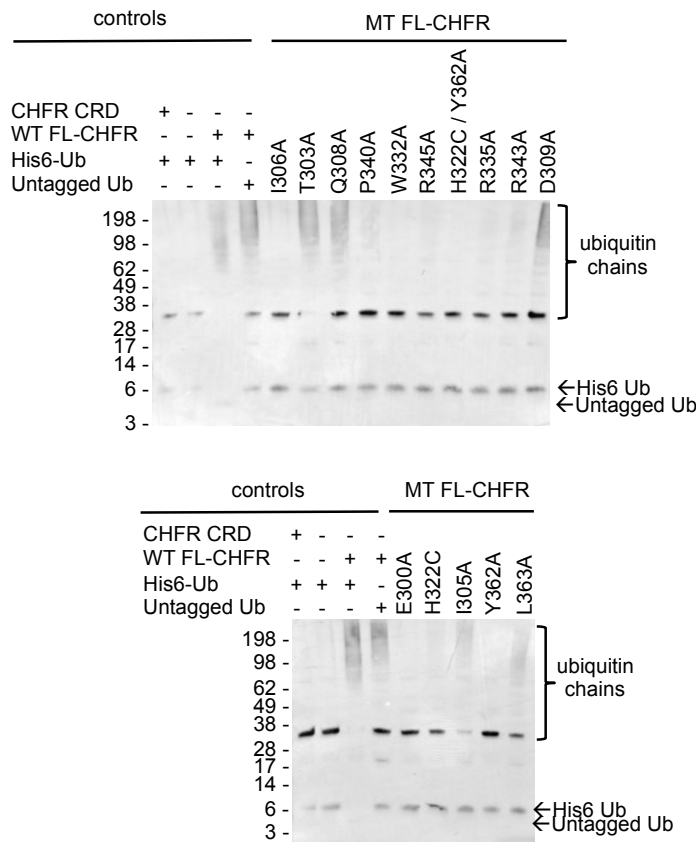 controls MT FL-CHFR
CHFR CRD + - - -
WT FL-CHFR - - + +
His6-Ub + + + -
Untagged Ub - - - +
I306A T303A Q308A P340A W332A R345A H322C / Y362A R335A R343A D309A
198 -
98 -
62 -
49 -
38 -
28 -
17 -
14 -
6 -
3 -
ubiquitin
chains
←His6 Ub
←Untagged Ub
controls MT FL-CHFR
CHFR CRD + - - -
WT FL-CHFR - - + +
His6-Ub + + + -
Untagged Ub - - - +
E300A H322C I305A Y362A L363A
198 -
98 -
62 -
49 -
38 -
28 -
17 -
14 -
6 -
3 -
ubiquitin
chains
←His6 Ub
←Untagged Ub